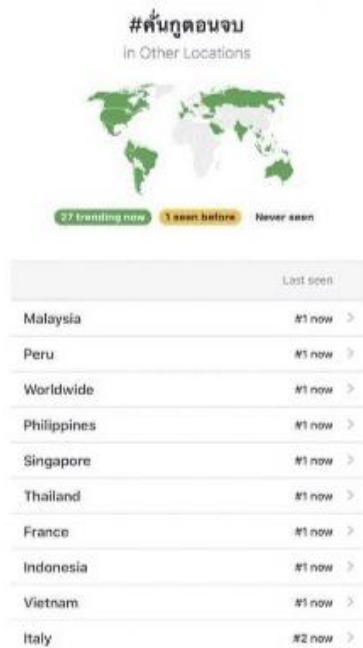 #คั่นกูตอนจบ
in Other Locations
27 trending now 1 seen before Never seen
Last seen
Malaysia #1 now
Peru #1 now
Worldwide #1 now
Philippines #1 now
Singapore #1 now
Thailand #1 now
France #1 now
Indonesia #1 now
Vietnam #1 now
Italy #2 now